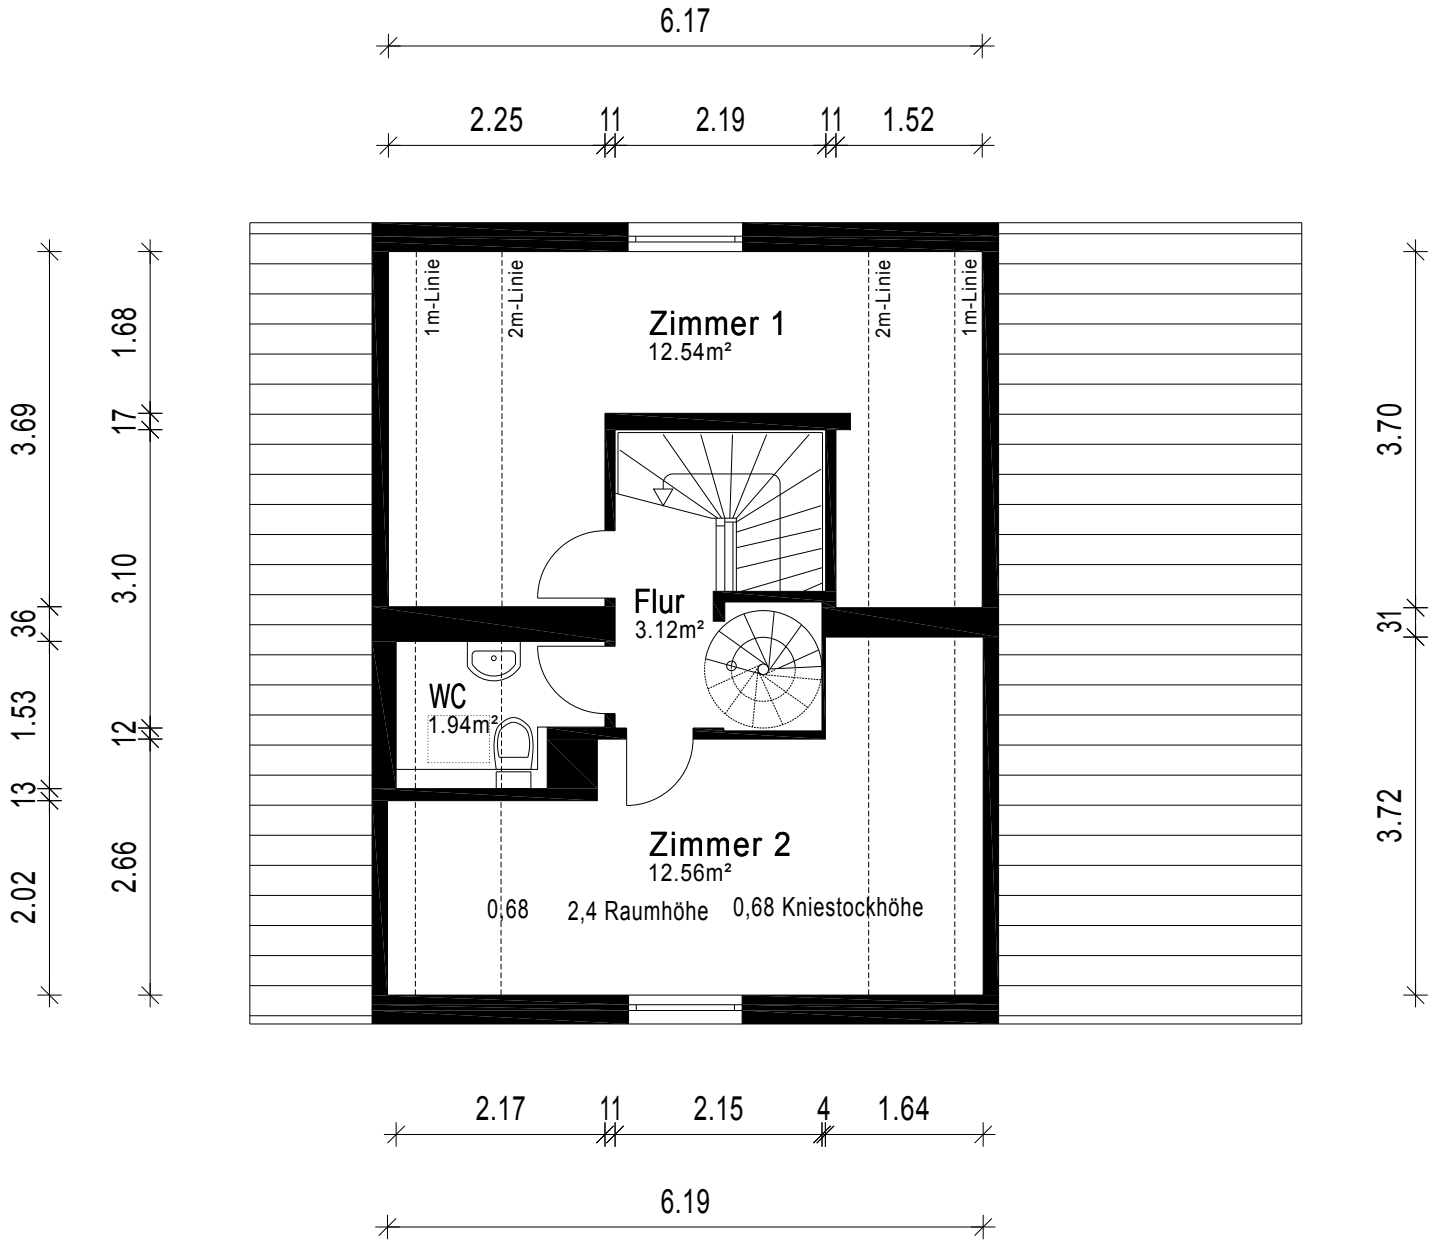 6.17
2.25 11 2.19 11 1.52
1m-Linie
2m-Linie
2m-Linie
1m-Linie
Zimmer 1
12.54m²
1.68
17
3.69
3.70
3.10
Flur
3.12m²
36
31
WC
1.94m²
1.53
12
13
3.72
Zimmer 2
12.56m²
2.66
2.02
0,68 2,4 Raumhöhe 0,68 Kniestockhöhe
2.17 11 2.15 4 1.64
6.19